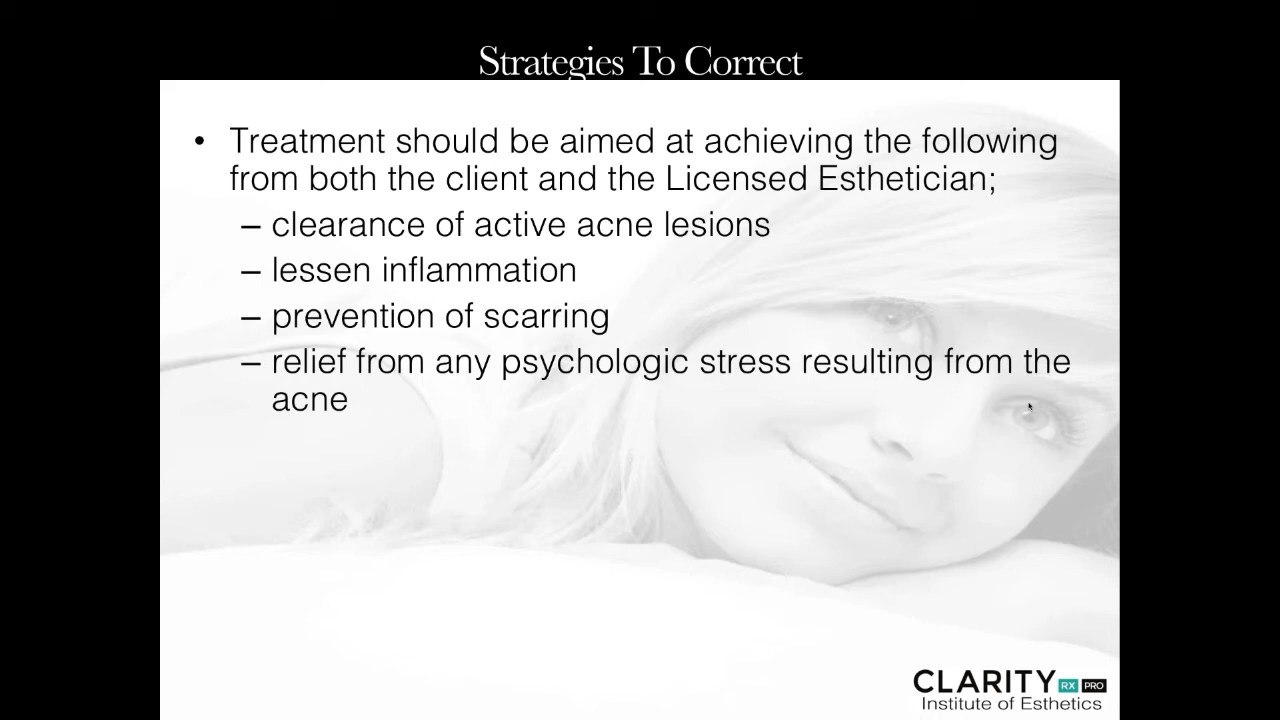 Strategies To Correct
• Treatment should be aimed at achieving the following
from both the client and the Licensed Esthetician;
– clearance of active acne lesions
– lessen inflammation
– prevention of scarring
– relief from any psychologic stress resulting from the
acne
CLARITY RX PRO
Institute of Esthetics